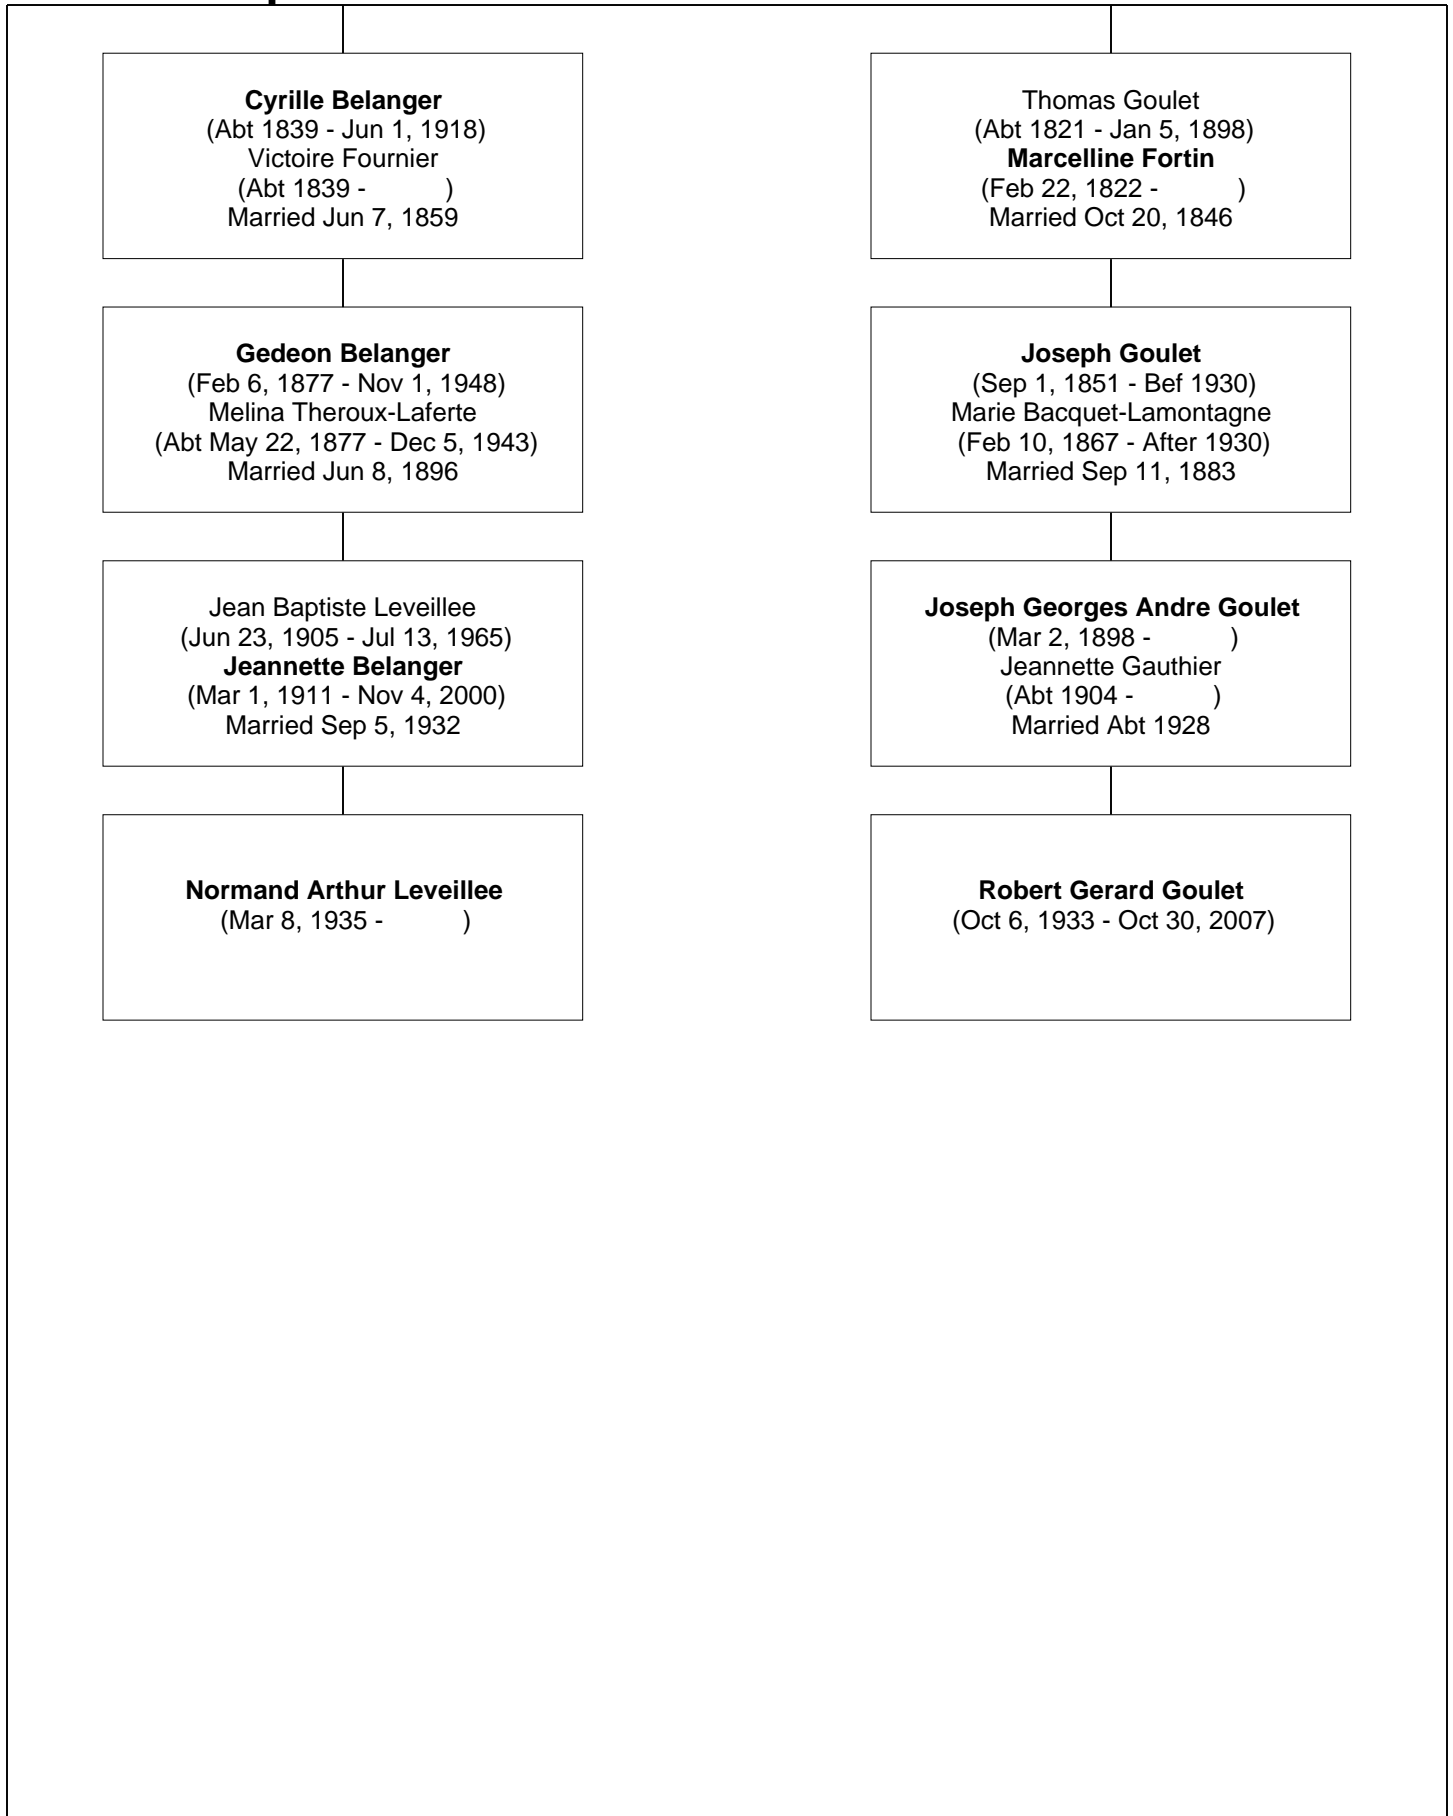 Cyrille Belanger
(Abt 1839 - Jun 1, 1918)
Victoire Fournier
(Abt 1839 -           )
Married Jun 7, 1859
Thomas Goulet
(Abt 1821 - Jan 5, 1898)
Marcelline Fortin
(Feb 22, 1822 -           )
Married Oct 20, 1846
Gedeon Belanger
(Feb 6, 1877 - Nov 1, 1948)
Melina Theroux-Laferte
(Abt May 22, 1877 - Dec 5, 1943)
Married Jun 8, 1896
Joseph Goulet
(Sep 1, 1851 - Bef 1930)
Marie Bacquet-Lamontagne
(Feb 10, 1867 - After 1930)
Married Sep 11, 1883
Jean Baptiste Leveillee
(Jun 23, 1905 - Jul 13, 1965)
Jeannette Belanger
(Mar 1, 1911 - Nov 4, 2000)
Married Sep 5, 1932
Joseph Georges Andre Goulet
(Mar 2, 1898 -           )
Jeannette Gauthier
(Abt 1904 -           )
Married Abt 1928
Normand Arthur Leveillee
(Mar 8, 1935 -           )
Robert Gerard Goulet
(Oct 6, 1933 - Oct 30, 2007)